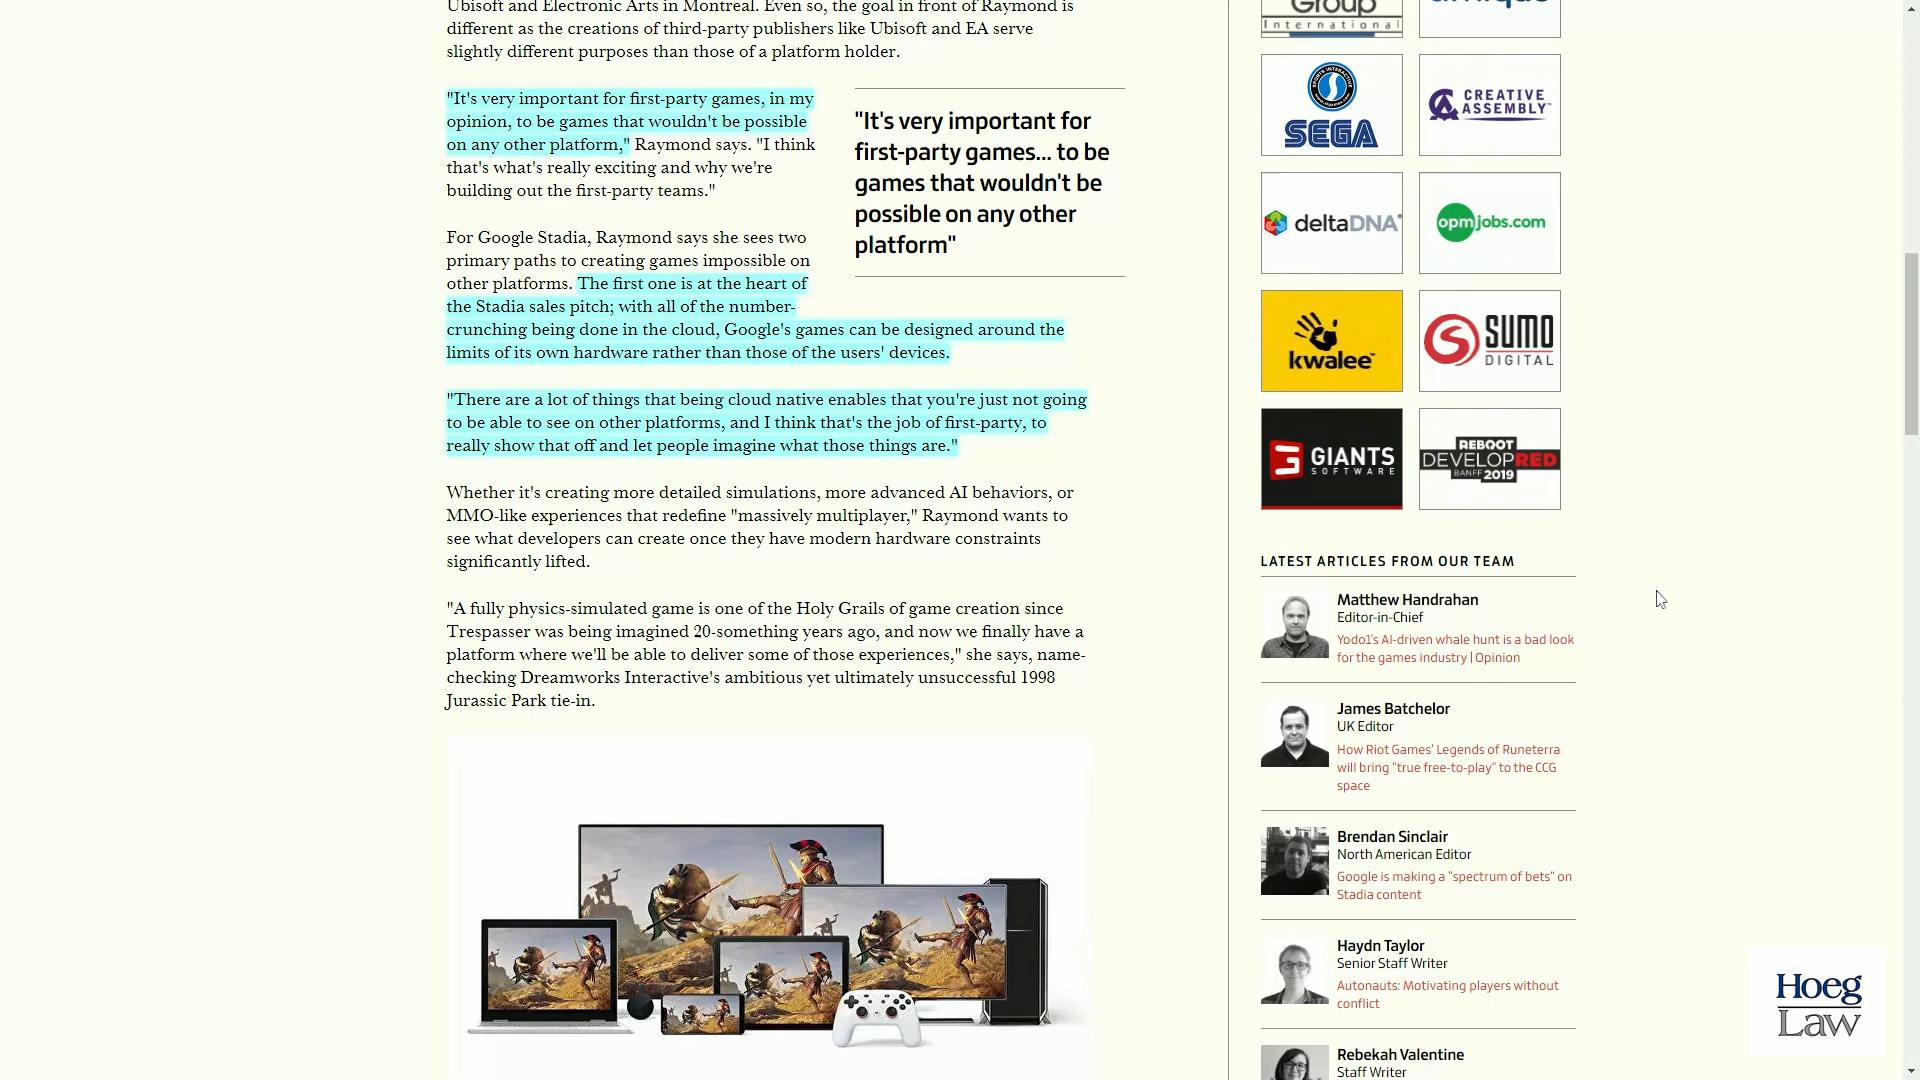 Ubisoft and Electronic Arts in Montreal. Even so, the goal in front of Raymond is
different as the creations of third-party publishers like Ubisoft and EA serve
slightly different purposes than those of a platform holder.
"It's very important for first-party games, in my
opinion, to be games that wouldn't be possible
on any other platform," Raymond says. "I think
that's what's really exciting and why we're
building out the first-party teams."
"It's very important for
first-party games... to be
games that wouldn't be
possible on any other
platform"
For Google Stadia, Raymond says she sees two
primary paths to creating games impossible on
other platforms. The first one is at the heart of
the Stadia sales pitch; with all of the number-
crunching being done in the cloud, Google's games can be designed around the
limits of its own hardware rather than those of the users' devices.
"There are a lot of things that being cloud native enables that you're just not going
to be able to see on other platforms, and I think that's the job of first-party, to
really show that off and let people imagine what those things are."
Whether it's creating more detailed simulations, more advanced AI behaviors, or
MMO-like experiences that redefine "massively multiplayer," Raymond wants to
see what developers can create once they have modern hardware constraints
significantly lifted.
"A fully physics-simulated game is one of the Holy Grails of game creation since
Trespasser was being imagined 20-something years ago, and now we finally have a
platform where we'll be able to deliver some of those experiences," she says, name-
checking Dreamworks Interactive's ambitious yet ultimately unsuccessful 1998
Jurassic Park tie-in.
Group
International
SPORTS INTERACTIVE
SEGA
CREATIVE
ASSEMBLY
deltaDNA
opmjobs.com
kwalee
SUMO
DIGITAL
GIANTS
SOFTWARE
REBOOT
DEVELOPRED
BANFF 2019
LATEST ARTICLES FROM OUR TEAM
Matthew Handrahan
Editor-in-Chief
Yodo1's AI-driven whale hunt is a bad look
for the games industry | Opinion
James Batchelor
UK Editor
How Riot Games' Legends of Runeterra
will bring "true free-to-play" to the CCG
space
Brendan Sinclair
North American Editor
Google is making a "spectrum of bets" on
Stadia content
Haydn Taylor
Senior Staff Writer
Autonauts: Motivating players without
conflict
Rebekah Valentine
Staff Writer
Hoeg
Law